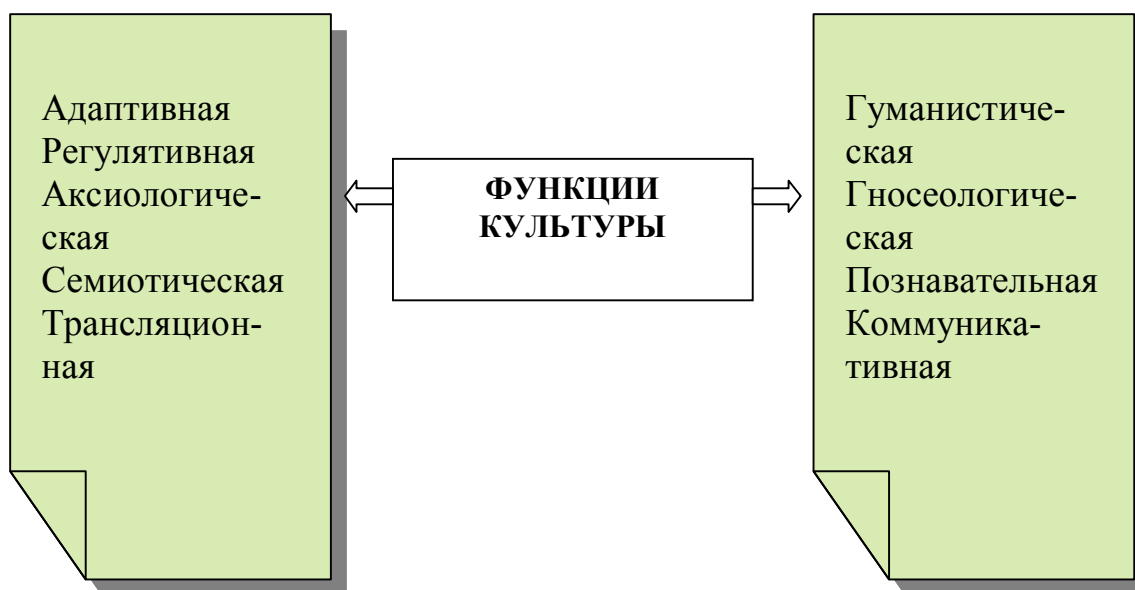 Адаптивная
Регулятивная
Аксиологиче-
ская
Семиотическая
Трансляцион-
ная
ФУНКЦИИ
КУЛЬТУРЫ
Гуманистиче-
ская
Гносеологиче-
ская
Познавательная
Коммуника-
тивная